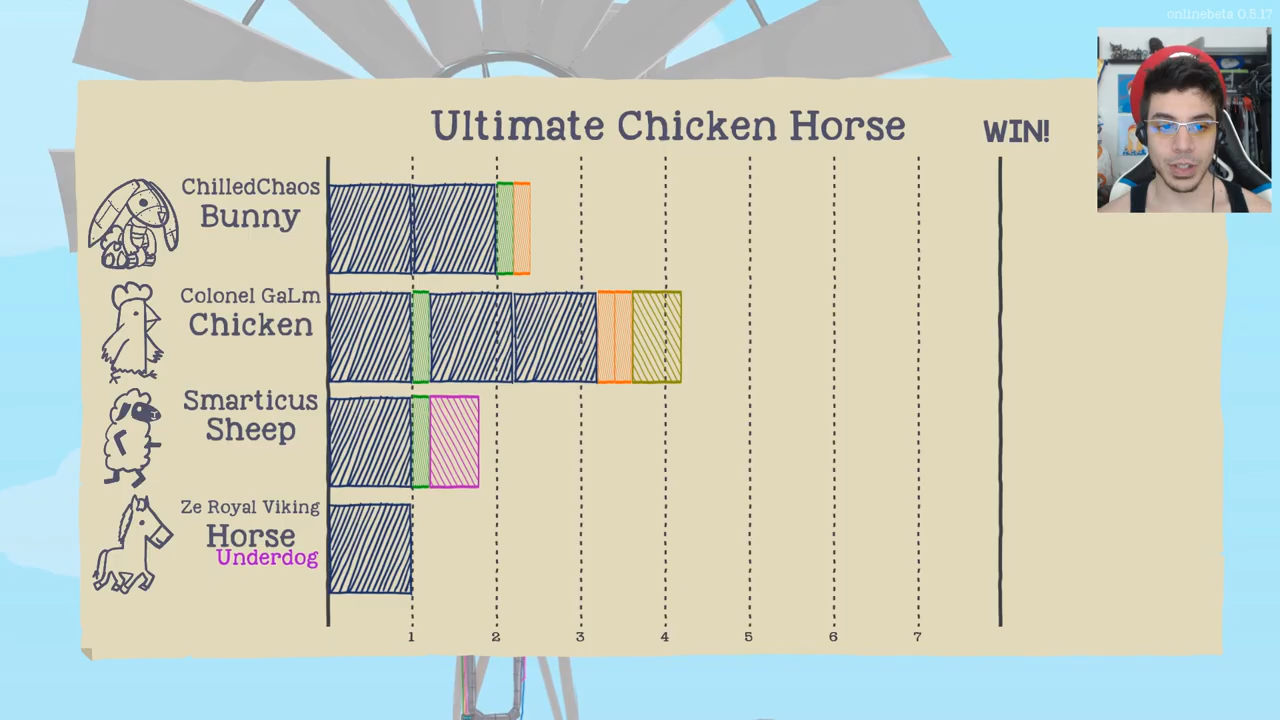 onlinebeta 0.5.17
Ultimate Chicken Horse
WIN!
ChilledChaos
Bunny
Colonel GaLm
Chicken
Smarticus
Sheep
Ze Royal Viking
Horse
Underdog
1 2 3 4 5 6 7